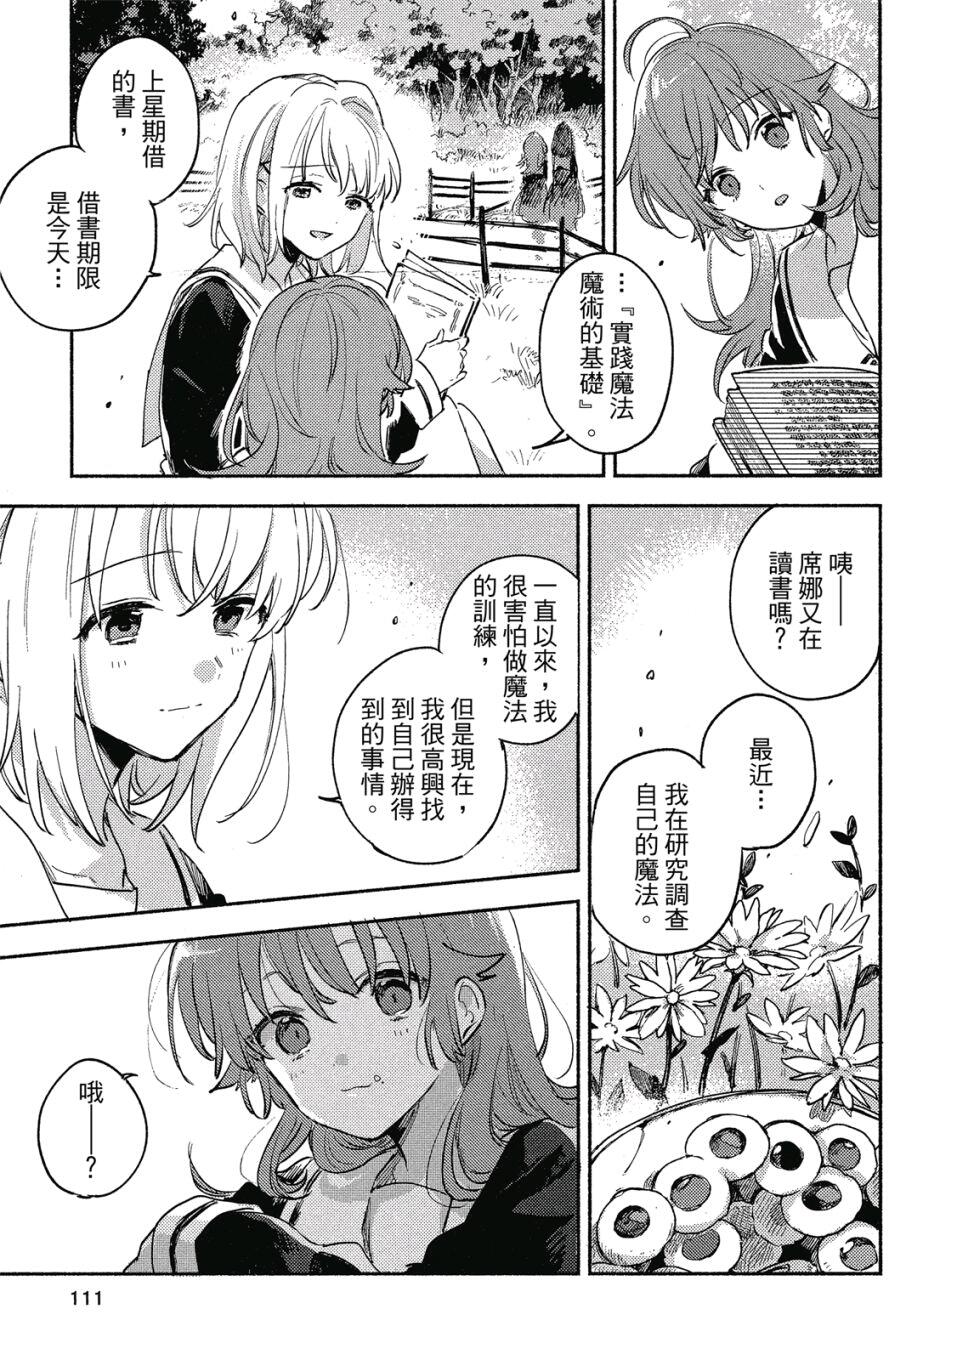 …『實踐魔法
魔術的基礎』。
上星期借
的書，
借書期限
是今天…
咦──
席娜又在
讀書嗎？
最近…
我在研究調查
自己的魔法。
一直以來，我
很害怕做魔法
的訓練，
但是現在，
我很高興找
到自己辦得
到的事情。
哦──？
111